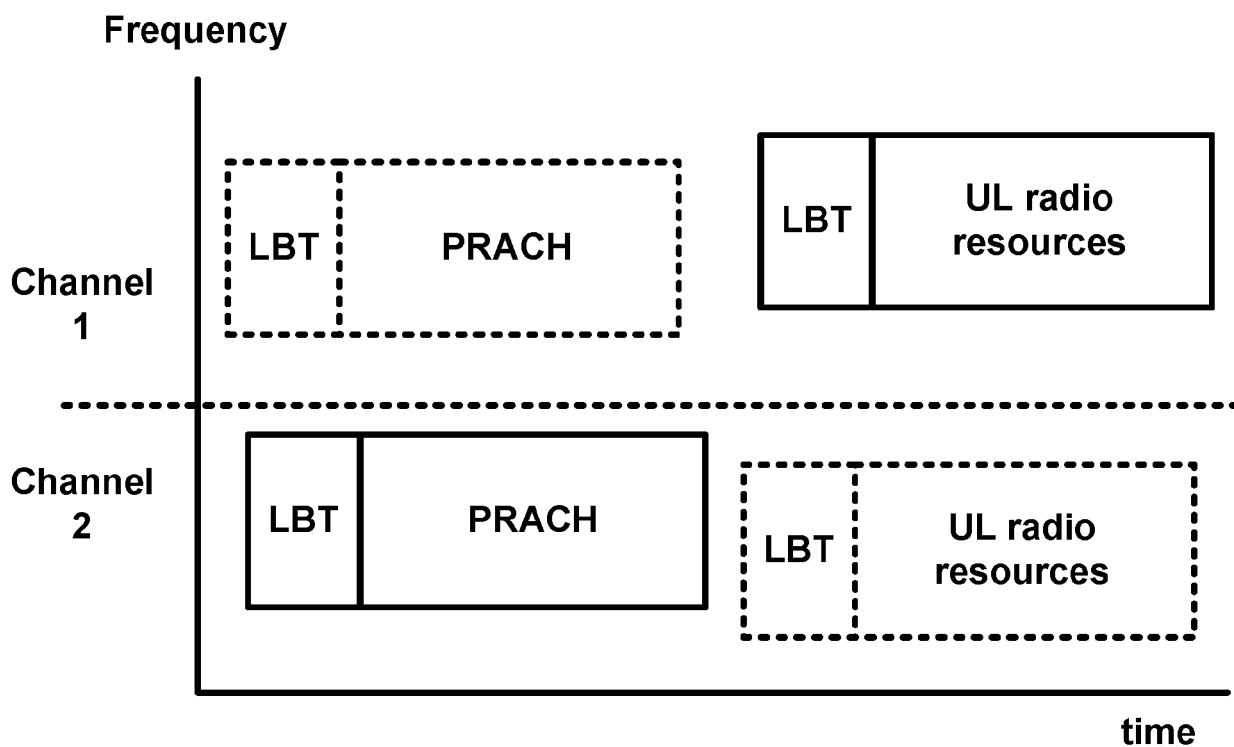 Frequency
LBT
PRACH
LBT
UL radio
resources
Channel
1
Channel
2
LBT
PRACH
LBT
UL radio
resources
time